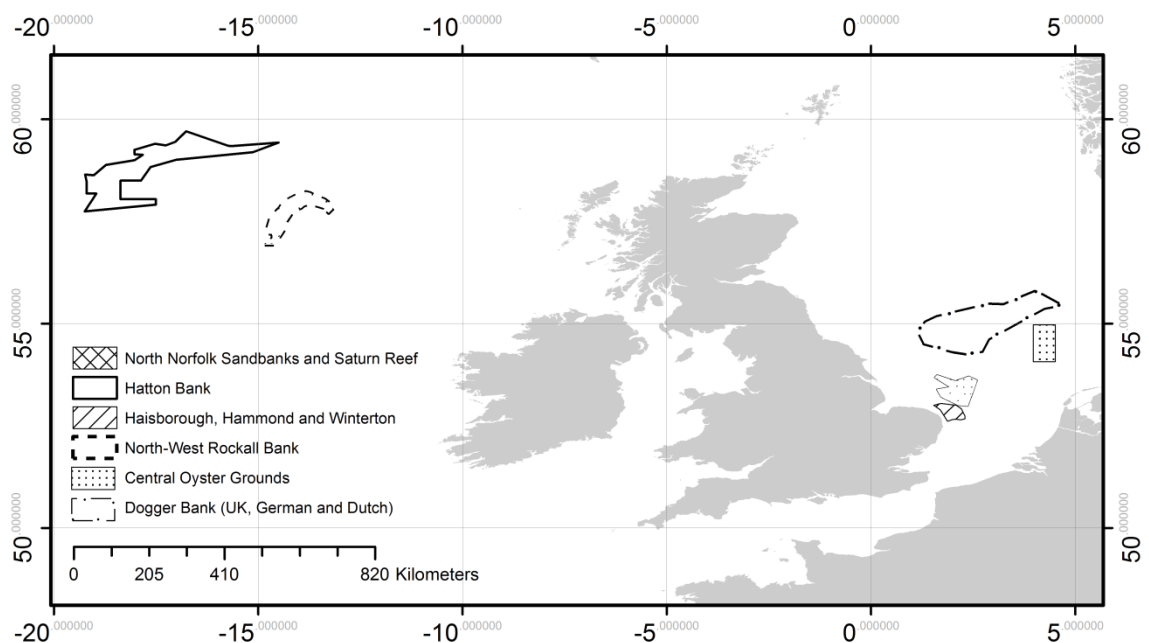 -20.000000 -15.000000 -10.000000 -5.000000 0.000000 5.000000
60.000000 60.000000
55.000000 55.000000
North Norfolk Sandbanks and Saturn Reef
Hatton Bank
Haisborough, Hammond and Winterton
North-West Rockall Bank
Central Oyster Grounds
Dogger Bank (UK, German and Dutch)
50.000000 50.000000
0 205 410 820 Kilometers
-20.000000 -15.000000 -10.000000 -5.000000 0.000000 5.000000